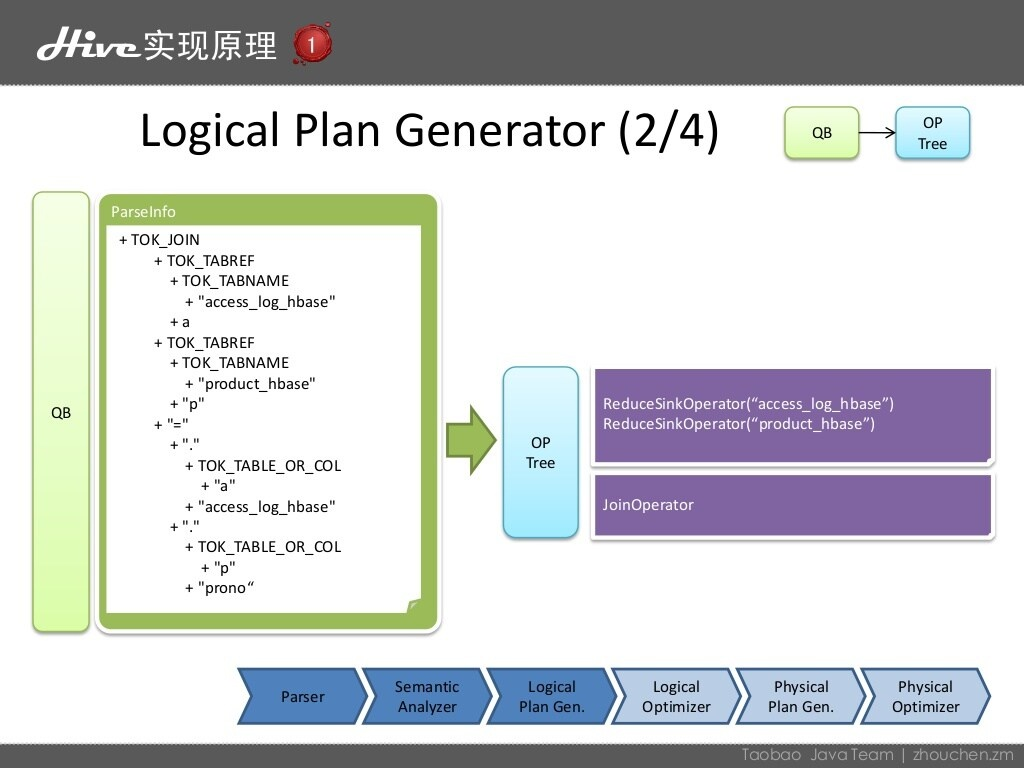 Hive实现原理 1
Logical Plan Generator (2/4)
QB
OP
Tree
QB
ParseInfo
+ TOK_JOIN
+ TOK_TABREF
+ TOK_TABNAME
+ "access_log_hbase"
+ a
+ TOK_TABREF
+ TOK_TABNAME
+ "product_hbase"
+ "p"
+ "="
+ "."
+ TOK_TABLE_OR_COL
+ "a"
+ "access_log_hbase"
+ "."
+ TOK_TABLE_OR_COL
+ "p"
+ "prono“
OP
Tree
ReduceSinkOperator(“access_log_hbase”)
ReduceSinkOperator(“product_hbase”)
JoinOperator
Parser
Semantic
Analyzer
Logical
Plan Gen.
Logical
Optimizer
Physical
Plan Gen.
Physical
Optimizer
Taobao Java Team | zhouchen.zm